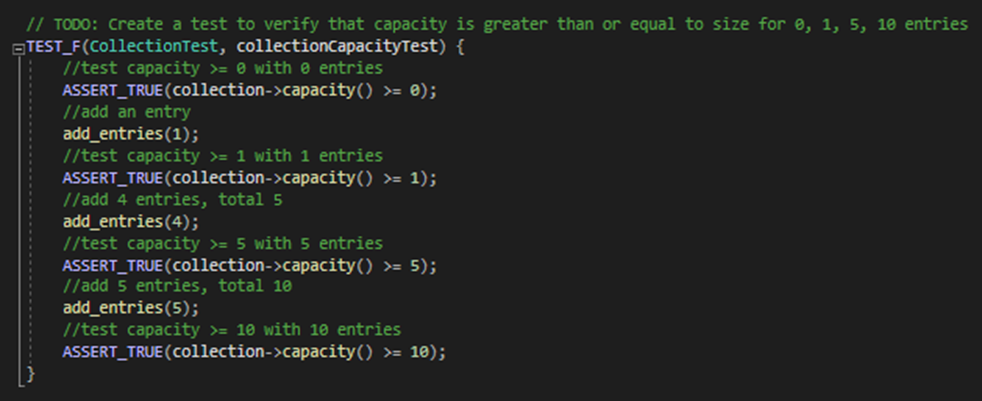 // TODO: Create a test to verify that capacity is greater than or equal to size for 0, 1, 5, 10 entries
TEST_F(CollectionTest, collectionCapacityTest) {
//test capacity >= 0 with 0 entries
ASSERT_TRUE(collection->capacity() >= 0);
//add an entry
add_entries(1);
//test capacity >= 1 with 1 entries
ASSERT_TRUE(collection->capacity() >= 1);
//add 4 entries, total 5
add_entries(4);
//test capacity >= 5 with 5 entries
ASSERT_TRUE(collection->capacity() >= 5);
//add 5 entries, total 10
add_entries(5);
//test capacity >= 10 with 10 entries
ASSERT_TRUE(collection->capacity() >= 10);
}